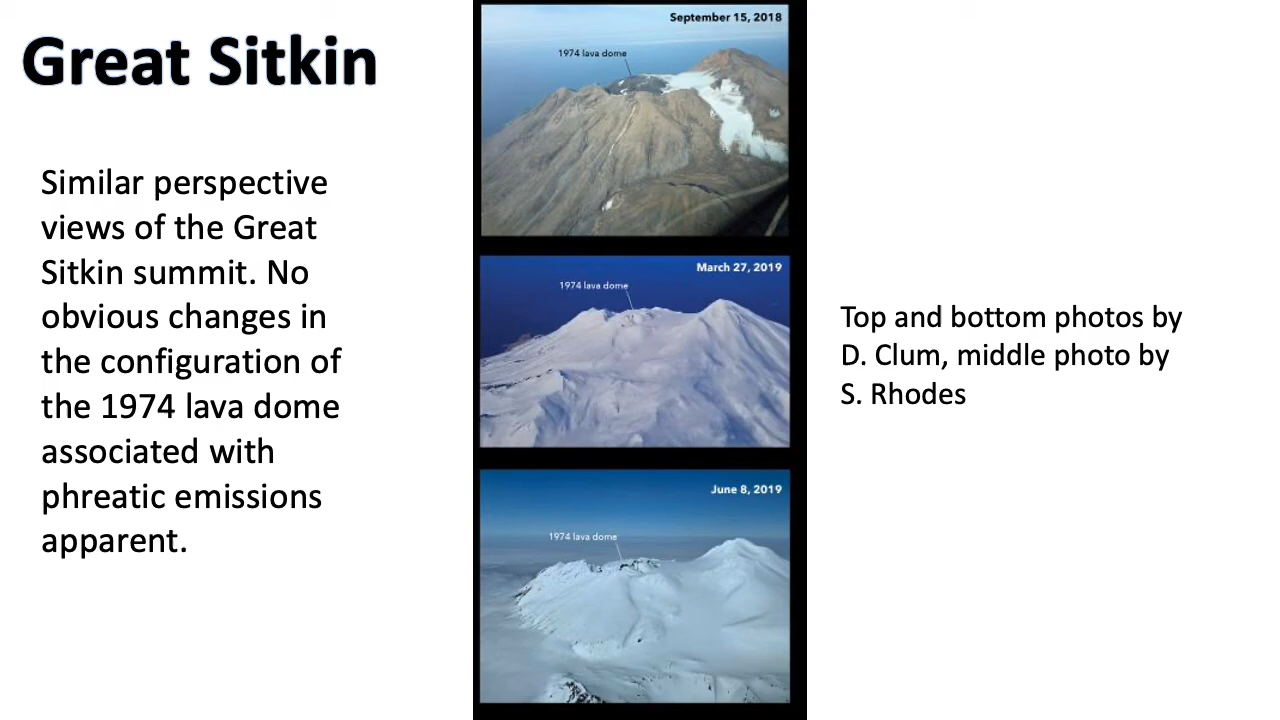 Great Sitkin
Similar perspective
views of the Great
Sitkin summit. No
obvious changes in
the configuration of
the 1974 lava dome
associated with
phreatic emissions
apparent.
September 15, 2018
1974 lava dome
March 27, 2019
1974 lava dome
June 8, 2019
1974 lava dome
Top and bottom photos by
D. Clum, middle photo by
S. Rhodes